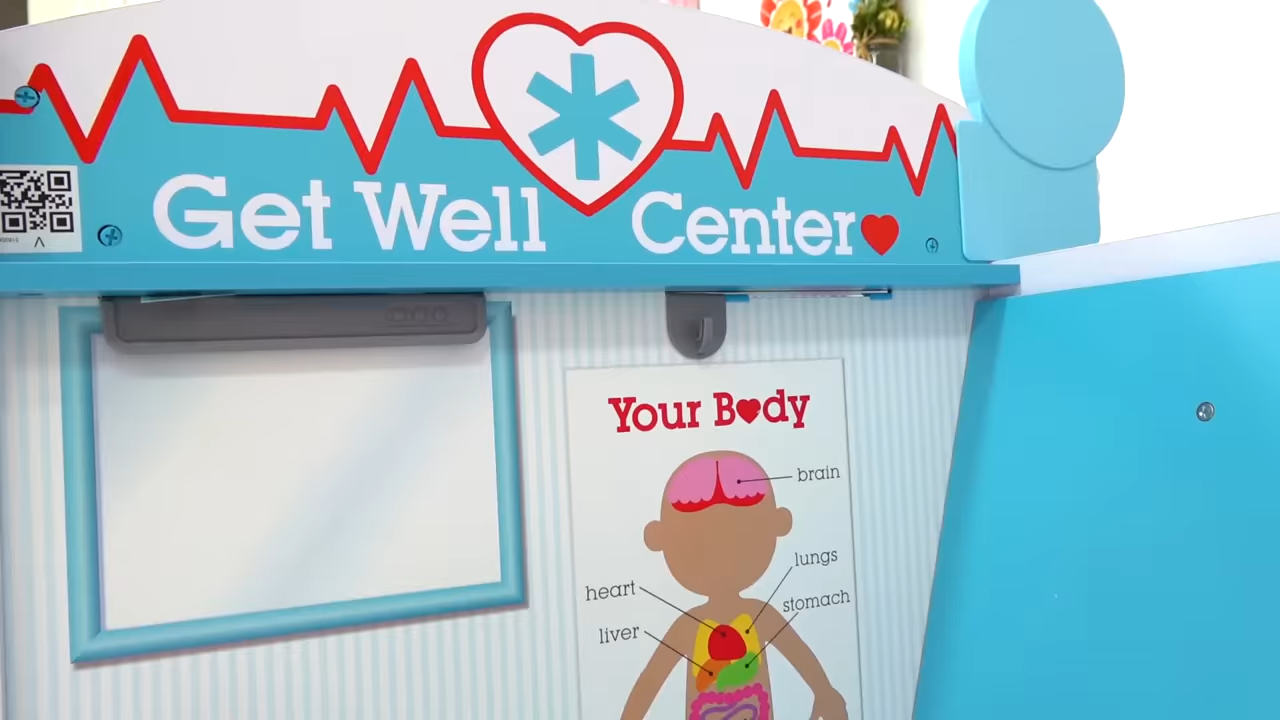 Get Well Center
Your Body
brain
lungs
heart
stomach
liver